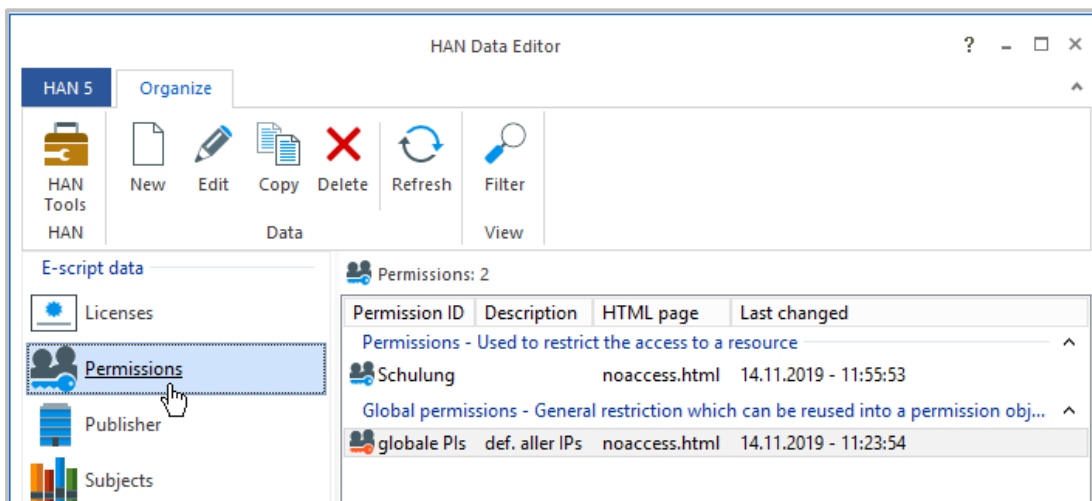 HAN Data Editor
HAN 5 Organize
HAN Tools New Edit Copy Delete Refresh Filter
HAN Data View
E-script data
Licenses
Permissions
Publisher
Subjects
Permissions: 2
Permission ID Description HTML page Last changed
Permissions - Used to restrict the access to a resource
Schulung noaccess.html 14.11.2019 - 11:55:53
Global permissions - General restriction which can be reused into a permission obj...
globale PIs def. aller IPs noaccess.html 14.11.2019 - 11:23:54